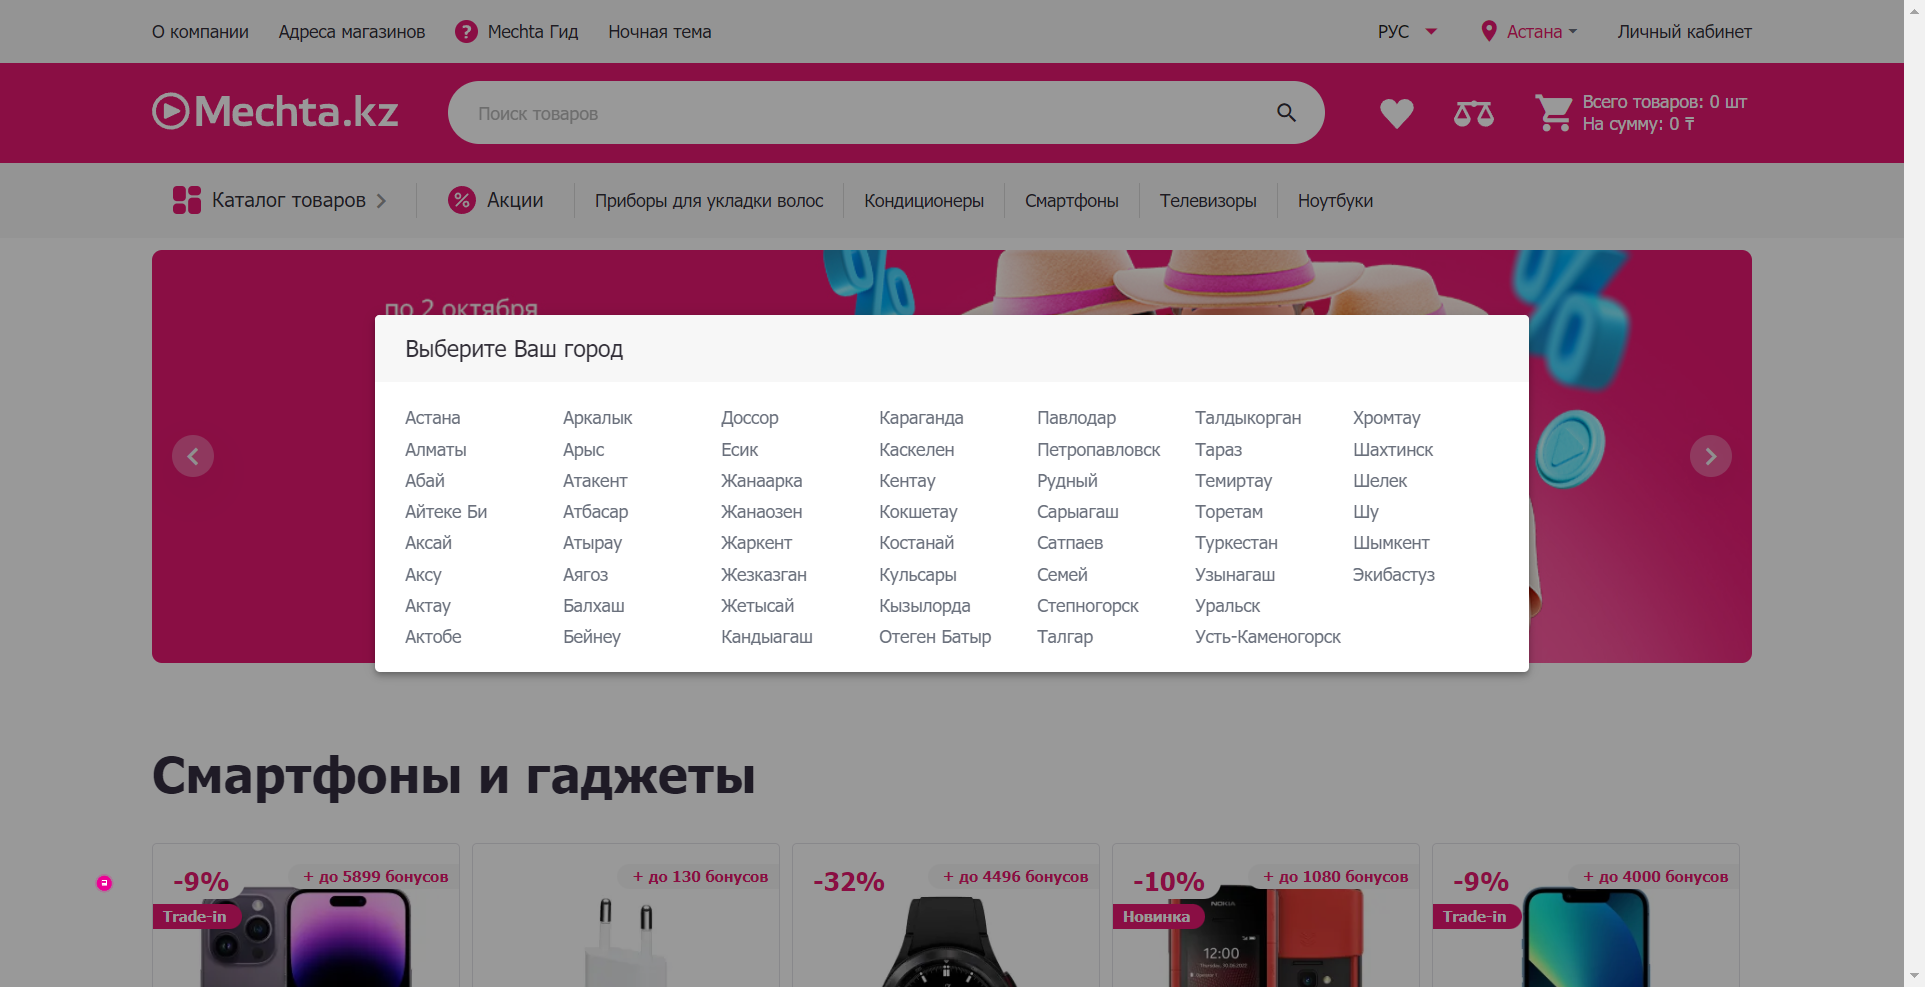 О компании
Адреса магазинов
Mechta Гид
Ночная тема
РУС
Астана
Личный кабинет
Mechta.kz
Поиск товаров
Всего товаров: 0 шт
На сумму: 0 ₸
Каталог товаров
Акции
Приборы для укладки волос
Кондиционеры
Смартфоны
Телевизоры
Ноутбуки
по 2 октября
Выберите Ваш город
Астана
Алматы
Абай
Айтеке Би
Аксай
Аксу
Актау
Актобе
Аркалык
Арыс
Атакент
Атбасар
Атырау
Аягоз
Балхаш
Бейнеу
Доссор
Есик
Жанаарка
Жанаозен
Жаркент
Жезказган
Жетысай
Кандыагаш
Караганда
Каскелен
Кентау
Кокшетау
Костанай
Кульсары
Кызылорда
Отеген Батыр
Павлодар
Петропавловск
Рудный
Сарыагаш
Сатпаев
Семей
Степногорск
Талгар
Талдыкорган
Тараз
Темиртау
Торетам
Туркестан
Узынагаш
Уральск
Усть-Каменогорск
Хромтау
Шахтинск
Шелек
Шу
Шымкент
Экибастуз
Смартфоны и гаджеты
-9%
+ до 5899 бонусов
Trade-in
+ до 130 бонусов
-32%
+ до 4496 бонусов
-10%
+ до 1080 бонусов
Новинка
NOKIA
12:00
-9%
+ до 4000 бонусов
Trade-in